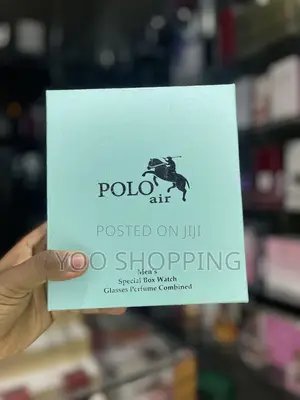 POLO
air
POSTED ON JIJI
YOO SHOPPING
Men's
Special Box Watch
Glasses Perfume Combined